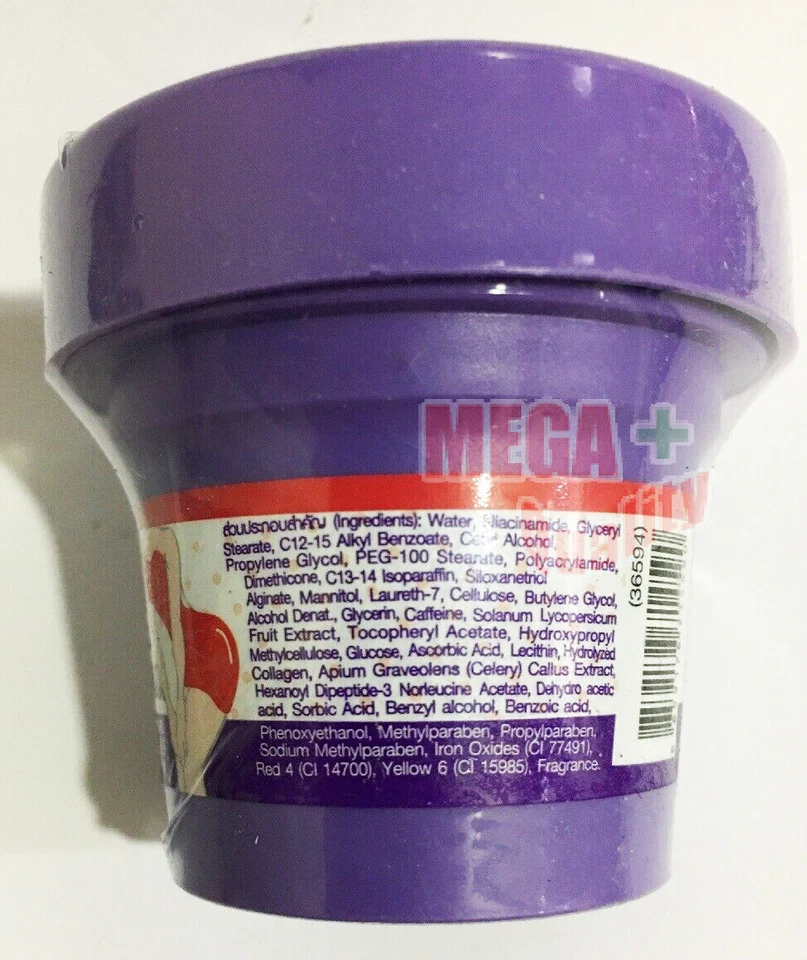 MEGA +
ส่วนประกอบสำคัญ (Ingredients): Water, Niacinamide, Glyceryl
Stearate, C12-15 Alkyl Benzoate, Cetyl Alcohol,
Propylene Glycol, PEG-100 Stearate, Polyacrylamide,
Dimethicone, C13-14 Isoparaffin, Siloxanetriol
Alginate, Mannitol, Laureth-7, Cellulose, Butylene Glycol,
Alcohol Denat., Glycerin, Caffeine, Solanum Lycopersicum
Fruit Extract, Tocopheryl Acetate, Hydroxypropyl
Methylcellulose, Glucose, Ascorbic Acid, Lecithin, Hydrolyzed
Collagen, Apium Graveolens (Celery) Callus Extract,
Hexanoyl Dipeptide-3 Norleucine Acetate, Dehydro acetic
acid, Sorbic Acid, Benzyl alcohol, Benzoic acid,
Phenoxyethanol, Methylparaben, Propylparaben,
Sodium Methylparaben, Iron Oxides (CI 77491),
Red 4 (CI 14700), Yellow 6 (CI 15985), Fragrance.
(36594)